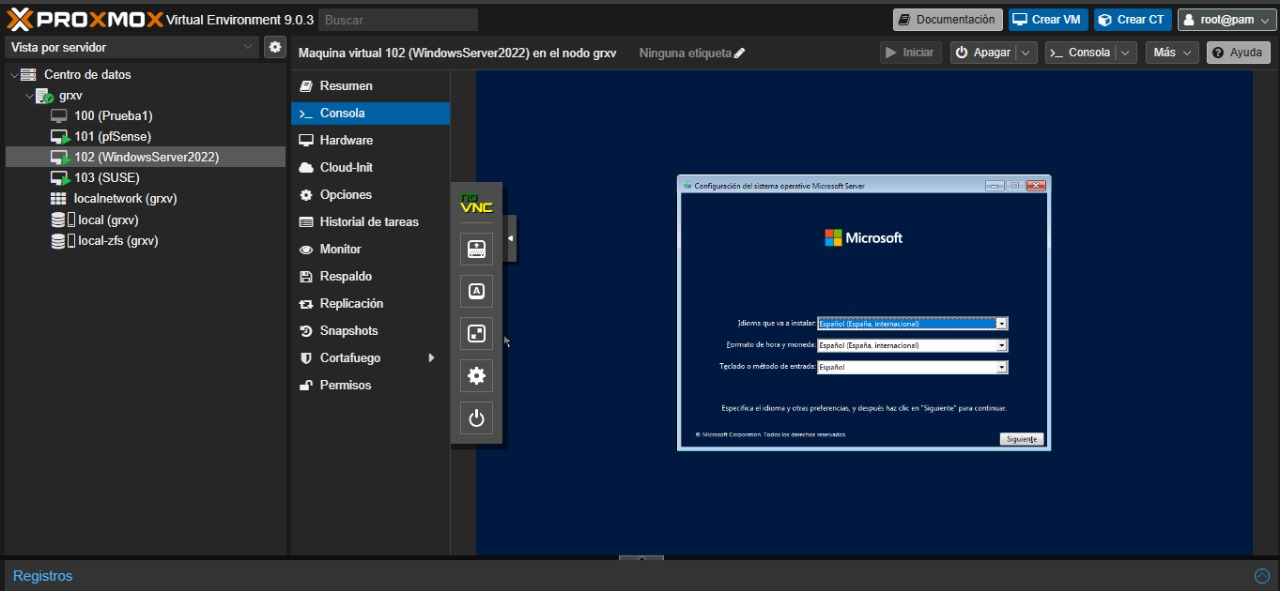 PROXMOX Virtual Environment 9.0.3 Buscar Documentación Crear VM Crear CT root@pam
Vista por servidor
Maquina virtual 102 (WindowsServer2022) en el nodo grxv Ninguna etiqueta Iniciar Apagar Consola Más Ayuda
Centro de datos
grxv
100 (Prueba1)
101 (pfSense)
102 (WindowsServer2022)
103 (SUSE)
localnetwork (grxv)
local (grxv)
local-zfs (grxv)
Resumen
Consola
Hardware
Cloud-Init
Opciones
Historial de tareas
Monitor
Respaldo
Replicación
Snapshots
Cortafuego
Permisos
no
VNC
A
Configuración del sistema operativo Microsoft Server
Microsoft
Idioma que va a instalar: Español (España, internacional)
Formato de hora y moneda: Español (España, internacional)
Teclado o método de entrada: Español
Especifica el idioma y otras preferencias, y después haz clic en "Siguiente" para continuar.
© Microsoft Corporation. Todos los derechos reservados.
Siguiente
Registros